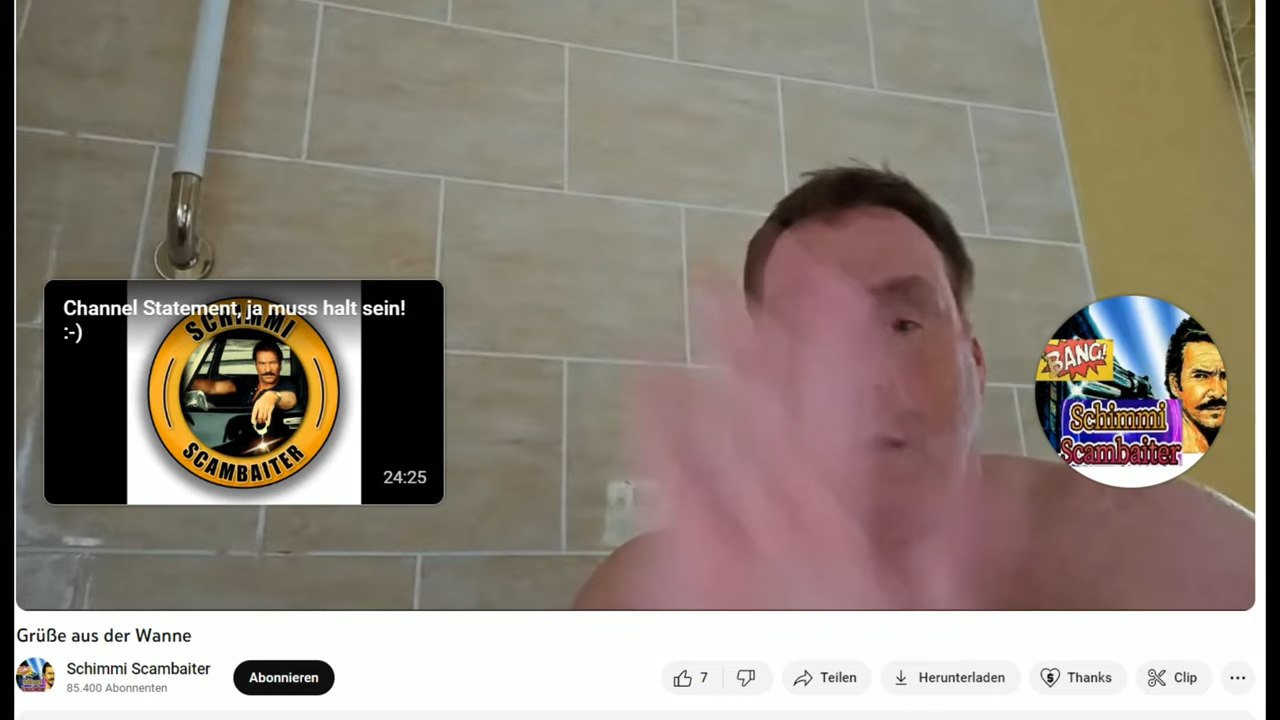 Channel Statement, ja muss halt sein!
:-)
SCHIMMI
SCAMBAITER
24:25
BANG!
Schimmi
Scambaiter
Grüße aus der Wanne
Schimmi Scambaiter
85.400 Abonnenten
Abonnieren
7
Teilen
Herunterladen
Thanks
Clip